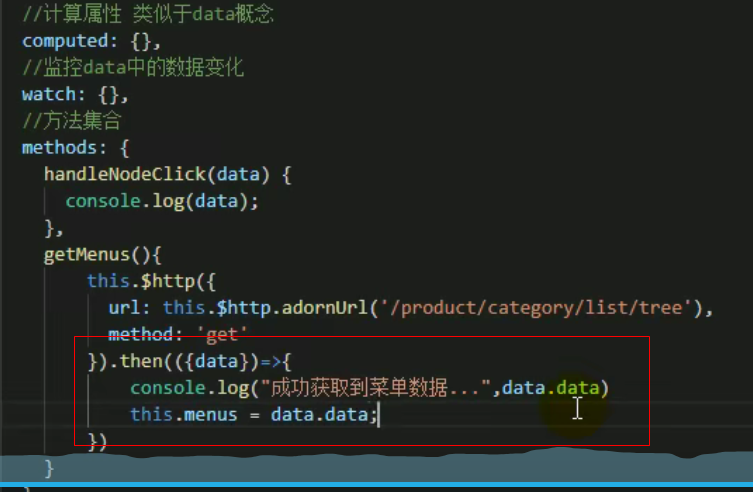 //计算属性 类似于data概念
computed: {},
//监控data中的数据变化
watch: {},
//方法集合
methods: {
handleNodeClick(data) {
console.log(data);
},
getMenus(){
this.$http({
url: this.$http.adornUrl('/product/category/list/tree'),
method: 'get'
}).then(({data})=>{
console.log("成功获取到菜单数据...",data.data)
this.menus = data.data;
})
}